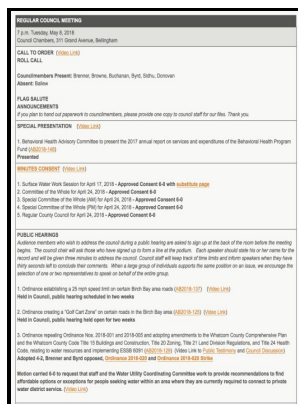 REGULAR COUNCIL MEETING
7 p.m. Tuesday, May 8, 2018
Council Chambers, 311 Grand Avenue, Bellingham
CALL TO ORDER (Video Link)
ROLL CALL
Councilmembers Present: Brenner, Browne, Buchanan, Byrd, Sidhu, Donovan
Absent: Ballew
FLAG SALUTE
ANNOUNCEMENTS
If you plan to hand out paperwork to councilmembers, please provide one copy to council staff for our files. Thank you.
SPECIAL PRESENTATION (Video Link)
1. Behavioral Health Advisory Committee to present the 2017 annual report on services and expenditures of the Behavioral Health Program
Fund (AB2018-148)
Presented
MINUTES CONSENT (Video Link)
1. Surface Water Work Session for April 17, 2018 - Approved Consent 6-0 with substitute page
2. Committee of the Whole for April 24, 2018 - Approved Consent 6-0
3. Special Committee of the Whole (AM) for April 24, 2018 - Approved Consent 6-0
4. Special Committee of the Whole (PM) for April 24, 2018 - Approved Consent 6-0
5. Regular County Council for April 24, 2018 - Approved Consent 6-0
PUBLIC HEARINGS
Audience members who wish to address the council during a public hearing are asked to sign up at the back of the room before the meeting
begins. The council chair will ask those who have signed up to form a line at the podium. Each speaker should state his or her name for the
record and will be given three minutes to address the council. Council staff will keep track of time limits and inform speakers when they have
thirty seconds left to conclude their comments. When a large group of individuals supports the same position on an issue, we encourage the
selection of one or two representatives to speak on behalf of the entire group.
1. Ordinance establishing a 25 mph speed limit on certain Birch Bay area roads (AB2018-137) (Video Link)
Held in Council, public hearing scheduled in two weeks
2. Ordinance creating a "Golf Cart Zone" on certain roads in the Birch Bay area (AB2018-125) (Video Link)
Held in Council, public hearing held open for two weeks
3. Ordinance repealing Ordinance Nos. 2018-001 and 2018-005 and adopting amendments to the Whatcom County Comprehensive Plan
and the Whatcom County Code Title 15 Buildings and Construction, Title 20 Zoning, Title 21 Land Division Regulations, and Title 24 Health
Code, relating to water resources and implementing ESSB 6091 (AB2018-129) (Video Link to Public Testimony and Council Discussion)
Adopted 4-2, Brenner and Byrd opposed, Ordinance 2018-020 and Ordinance 2018-020 Strike
Motion carried 6-0 to request that staff and the Water Utility Coordinating Committee work to provide recommendations to find
affordable options or exceptions for people seeking water within an area where they are currently required to connect to private
water district service. (Video Link)